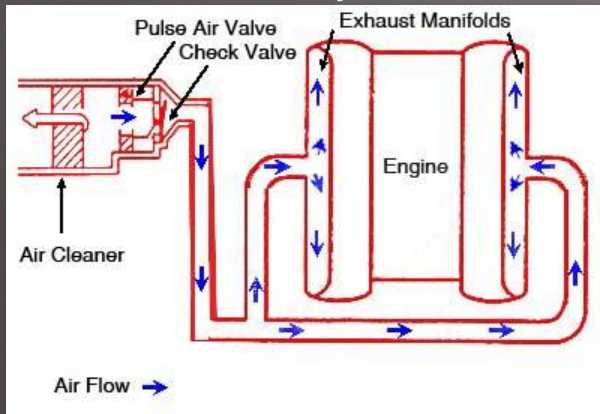 Exhaust Manifolds
Pulse Air Valve
Check Valve
Engine
Air Cleaner
Air Flow